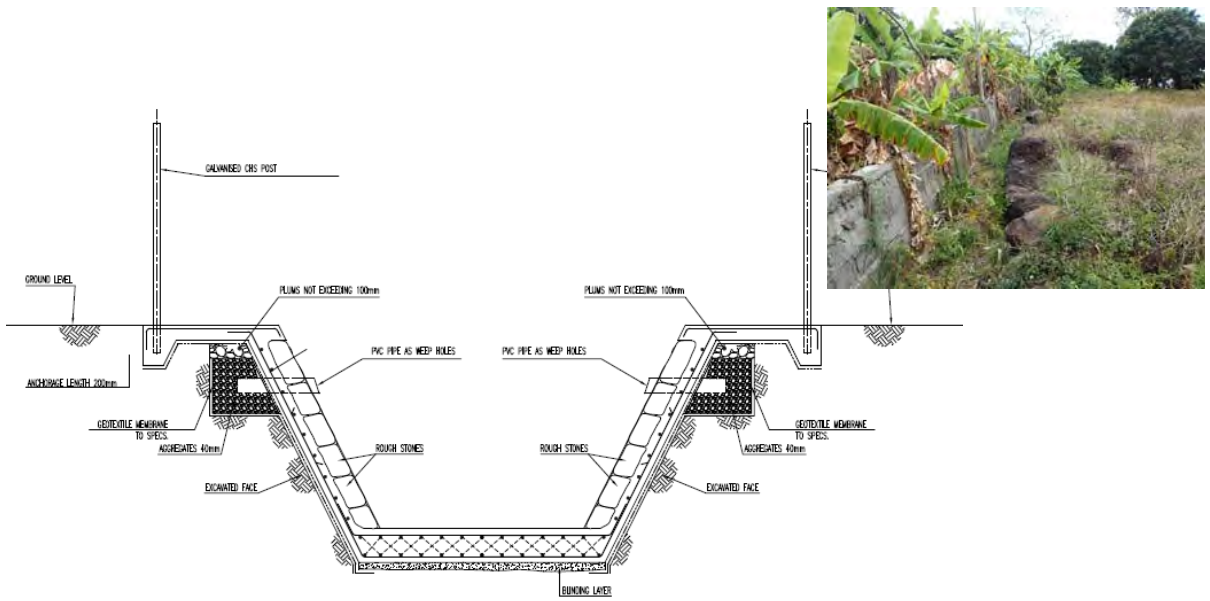 GALVANISED CHS POST
GROUND LEVEL
PLUMS NOT EXCEEDING 100mm
PLUMS NOT EXCEEDING 100mm
PVC PIPE AS WEEP HOLES
PVC PIPE AS WEEP HOLES
ANCHORAGE LENGTH 200mm
GEOTEXTILE MEMBRANE
TO SPECS.
GEOTEXTILE MEMBRANE
TO SPECS.
AGGREGATES 40mm
AGGREGATES 40mm
ROUGH STONES
ROUGH STONES
EXCAVATED FACE
EXCAVATED FACE
BLINDING LAYER